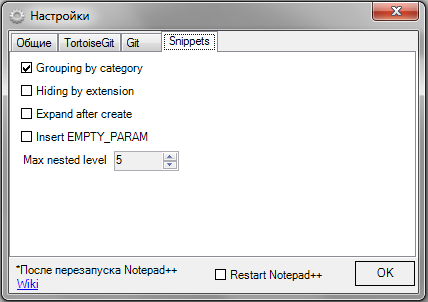 Настройки
Общие TortoiseGit Git Snippets
Grouping by category
Hiding by extension
Expand after create
Insert EMPTY_PARAM
Max nested level 5
*После перезапуска Notepad++
Wiki
Restart Notepad++
OK